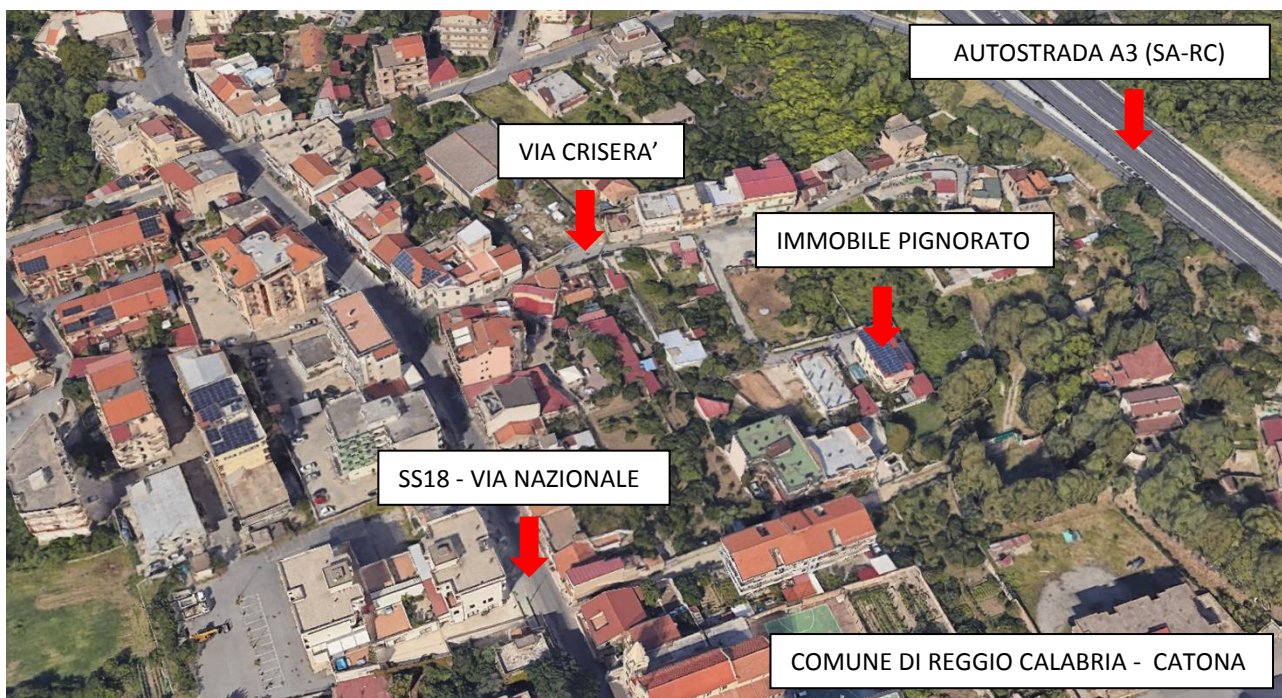 AUTOSTRADA A3 (SA-RC)
VIA CRISERA’
IMMOBILE PIGNORATO
SS18 - VIA NAZIONALE
COMUNE DI REGGIO CALABRIA - CATONA